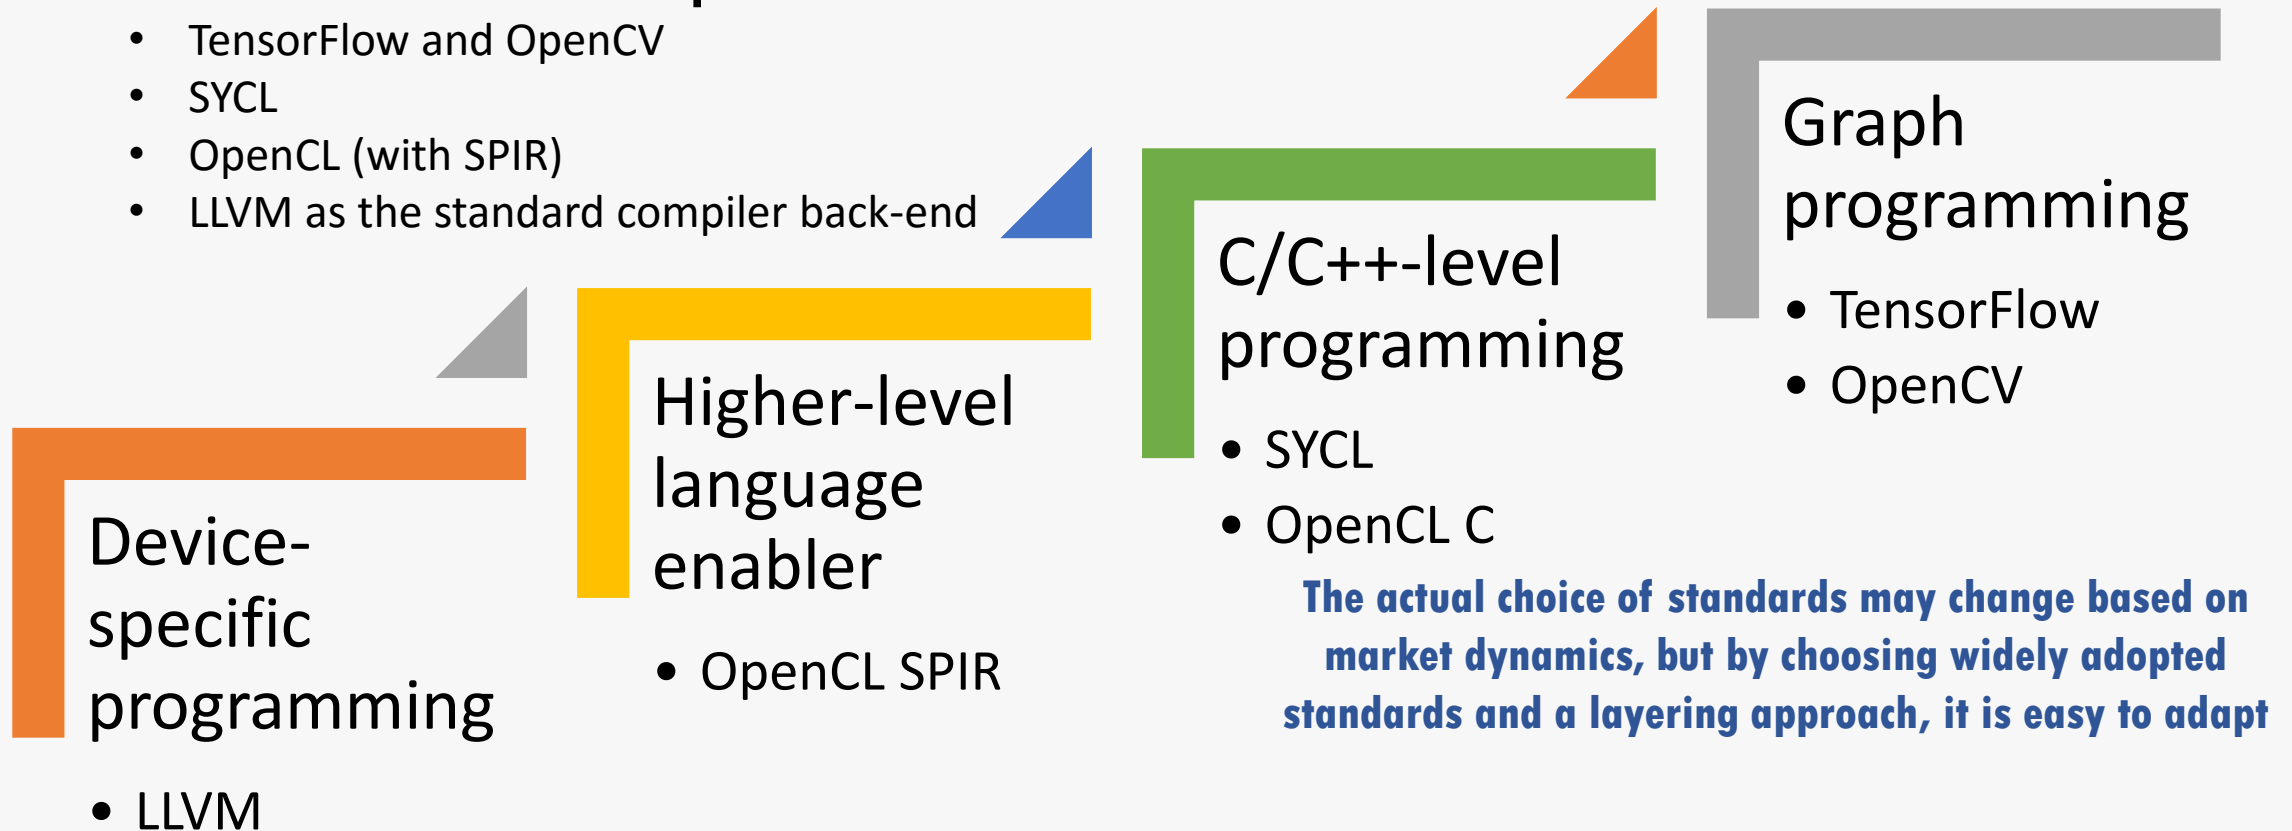 • TensorFlow and OpenCV
• SYCL
• OpenCL (with SPIR)
• LLVM as the standard compiler back-end
Device-
specific
programming
• LLVM
Higher-level
language
enabler
• OpenCL SPIR
C/C++-level
programming
• SYCL
• OpenCL C
Graph
programming
• TensorFlow
• OpenCV
The actual choice of standards may change based on
market dynamics, but by choosing widely adopted
standards and a layering approach, it is easy to adapt